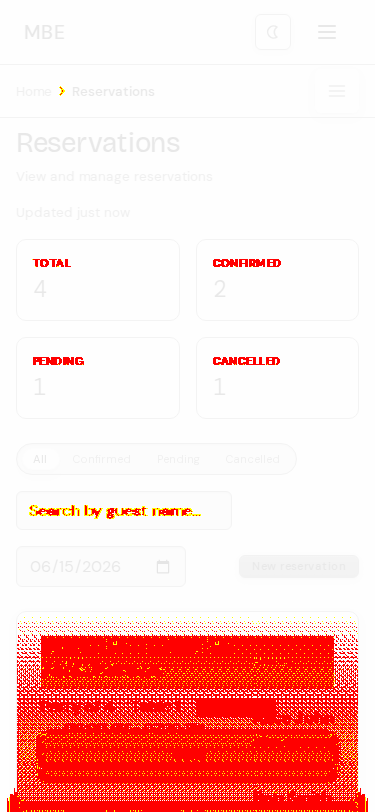 MBE
Home Reservations
Reservations
View and manage reservations
Updated just now
TOTAL
4
CONFIRMED
2
PENDING
1
CANCELLED
1
All Confirmed Pending Cancelled
Search by guest name...
06/15/2026
New reservation